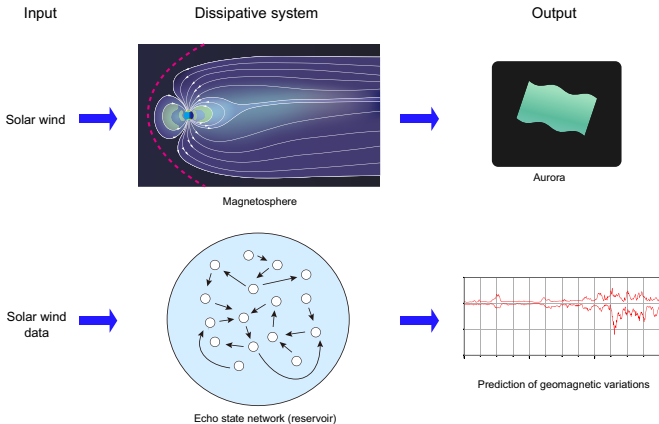 Input
Dissipative system
Output
Solar wind
Magnetosphere
Aurora
Solar wind
data
Echo state network (reservoir)
Prediction of geomagnetic variations